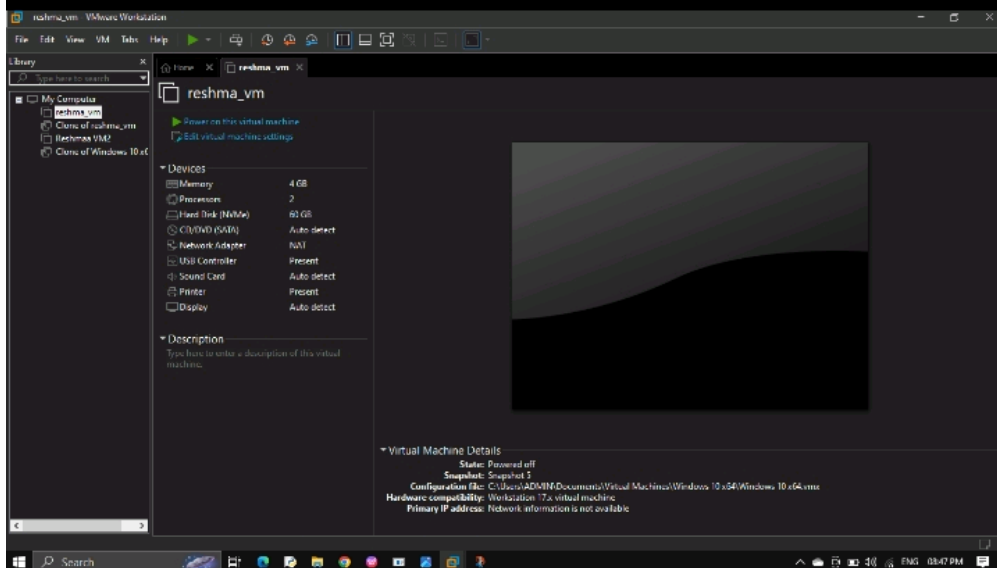 reshma_vm VMware Workstation
File Edit View VM Tabs Help
Library
Type here to search
My Computer
reshma_vm
Clone of reshma_vm
Reshmaa VM2
Clone of Windows 10 x6
Home
reshma_vm
reshma_vm
Power on this virtual machine
Edit virtual machine settings
Devices
Memory 4 GB
Processors 2
Hard Disk (NVMe) 60 GB
CD/DVD (SATA) Auto detect
Network Adapter NAT
USB Controller Present
Sound Card Auto detect
Printer Present
Display Auto detect
Description
Type here to enter a description of this virtual
machine.
Virtual Machine Details
State: Powered off
Snapshot: Snapshot 5
Configuration file: C:\Users\ADMIN\Documents\Virtual Machines\Windows 10 x64\Windows 10 x64.vmx
Hardware compatibility: Workstation 17.x virtual machine
Primary IP address: Network information is not available
Search
ENG 08:47 PM